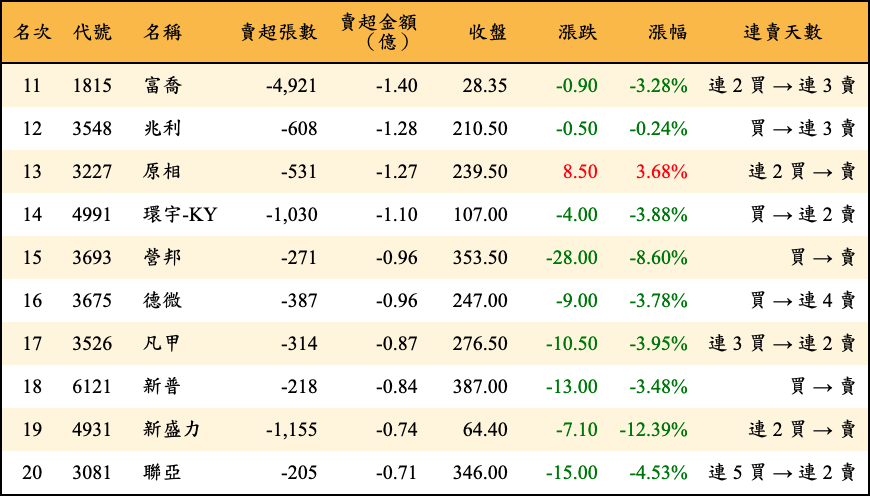 名次 代號 名稱 賣超張數 賣超金額（億） 收盤 漲跌 漲幅 連賣天數
11 1815 富喬 -4,921 -1.40 28.35 -0.90 -3.28% 連 2 買 → 連 3 賣
12 3548 兆利 -608 -1.28 210.50 -0.50 -0.24% 買 → 連 3 賣
13 3227 原相 -531 -1.27 239.50 8.50 3.68% 連 2 買 → 賣
14 4991 環宇-KY -1,030 -1.10 107.00 -4.00 -3.88% 買 → 連 2 賣
15 3693 營邦 -271 -0.96 353.50 -28.00 -8.60% 買 → 賣
16 3675 德微 -387 -0.96 247.00 -9.00 -3.78% 買 → 連 4 賣
17 3526 凡甲 -314 -0.87 276.50 -10.50 -3.95% 連 3 買 → 連 2 賣
18 6121 新普 -218 -0.84 387.00 -13.00 -3.48% 買 → 賣
19 4931 新盛力 -1,155 -0.74 64.40 -7.10 -12.39% 連 2 買 → 賣
20 3081 聯亞 -205 -0.71 346.00 -15.00 -4.53% 連 5 買 → 連 2 賣